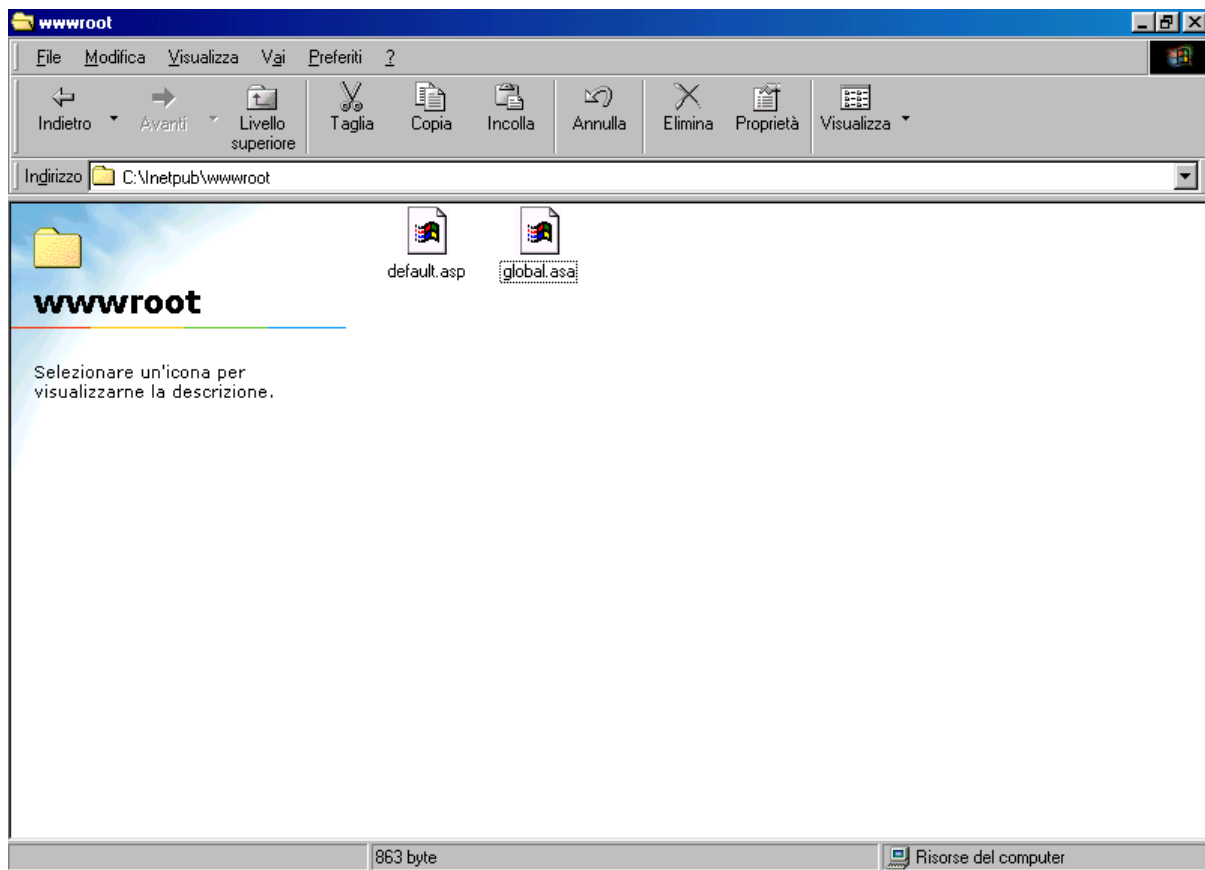 wwwroot
File Modifica Visualizza Vai Preferiti ?
Indietro Avanti Livello superiore Taglia Copia Incolla Annulla Elimina Proprietà Visualizza
Indirizzo C:\Inetpub\wwwroot
default.asp global.asa
wwwroot
Selezionare un'icona per
visualizzarne la descrizione.
863 byte Risorse del computer